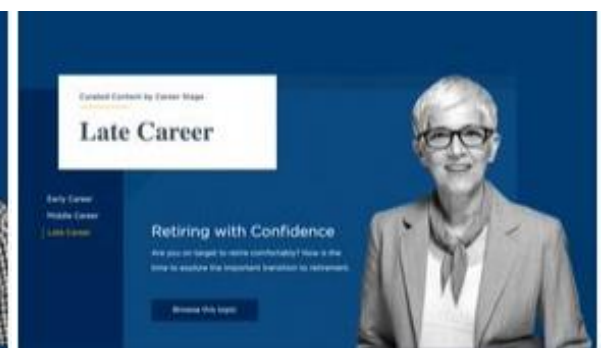 Curated Content by Career Stage
Late Career
Early Career
Middle Career
Late Career
Retiring with Confidence
Are you on target to retire comfortably? Now is the
time to explore the important transition to retirement.
Browse this topic